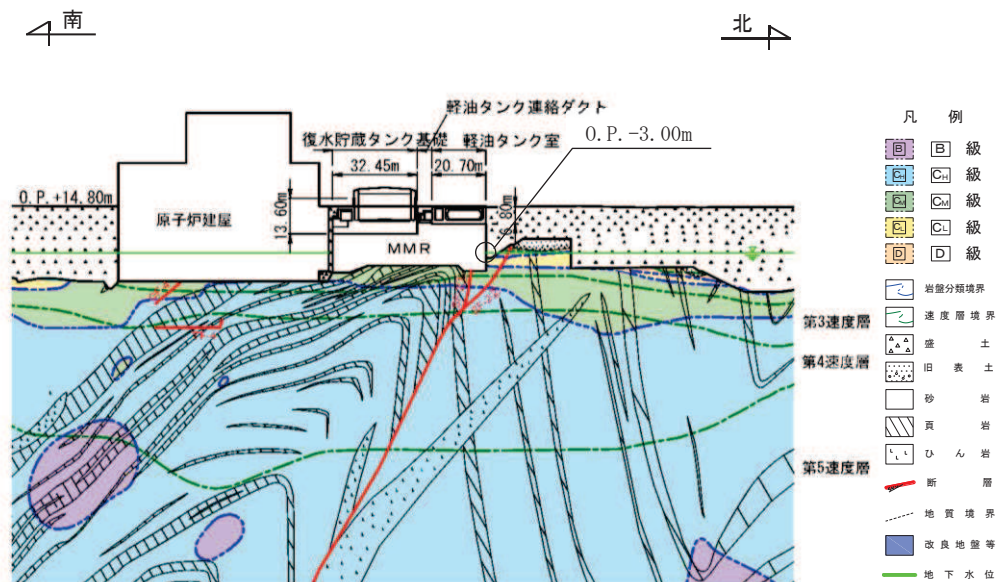 南
北
軽油タンク連絡ダクト
復水貯蔵タンク基礎
軽油タンク室
O.P.-3.00m
32.45m
20.70m
O.P.+14.80m
原子炉建屋
13.60m
MMR
第3速度層
第4速度層
第5速度層
凡 例
B B 級
CH CH 級
CM CM 級
CL CL 級
D D 級
岩盤分類境界
速度層境界
盛 土
旧 表 土
砂 岩
頁 岩
ひ ん 岩
断 層
地 質 境 界
改 良 地 盤 等
地 下 水 位